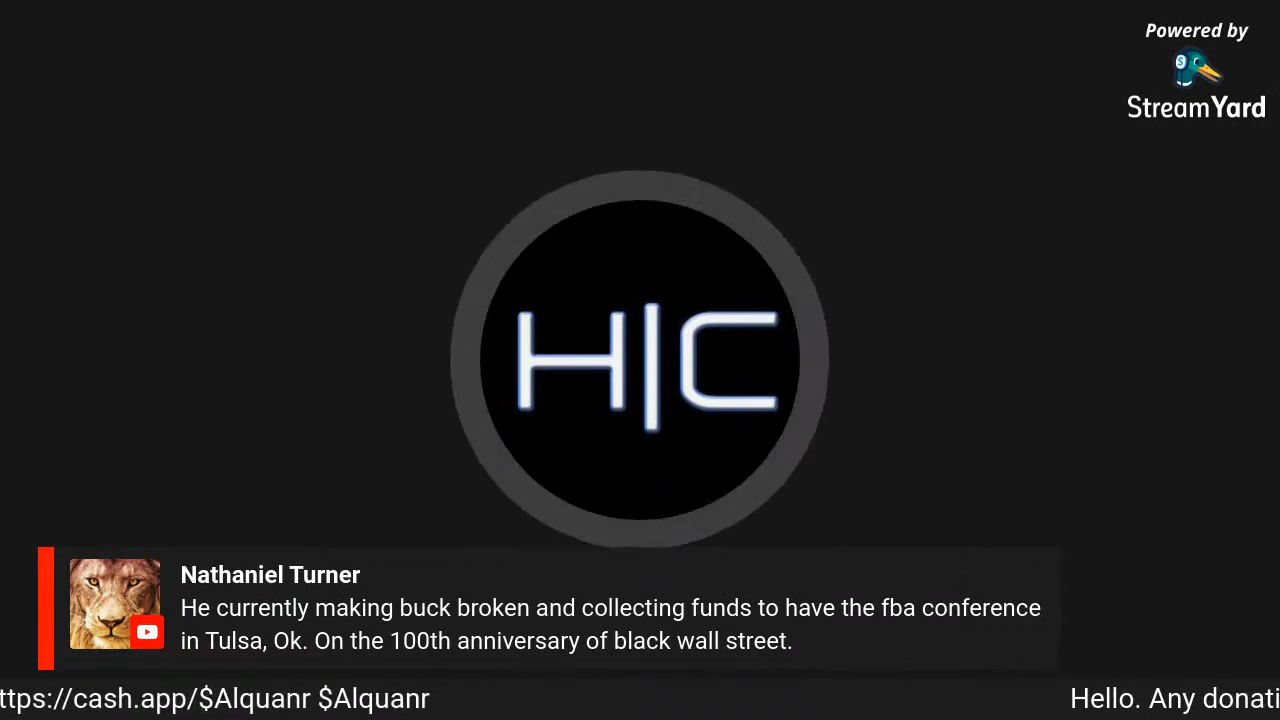 Powered by
StreamYard
H|C
Nathaniel Turner
He currently making buck broken and collecting funds to have the fba conference
in Tulsa, Ok. On the 100th anniversary of black wall street.
ttps://cash.app/$Alquanr $Alquanr
Hello. Any donati